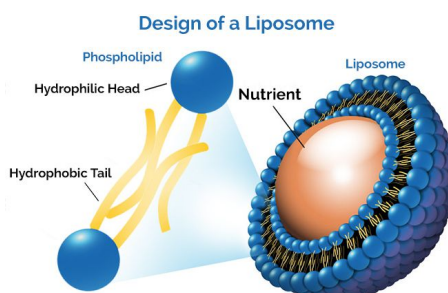 Design of a Liposome
Phospholipid
Liposome
Hydrophilic Head
Nutrient
Hydrophobic Tail